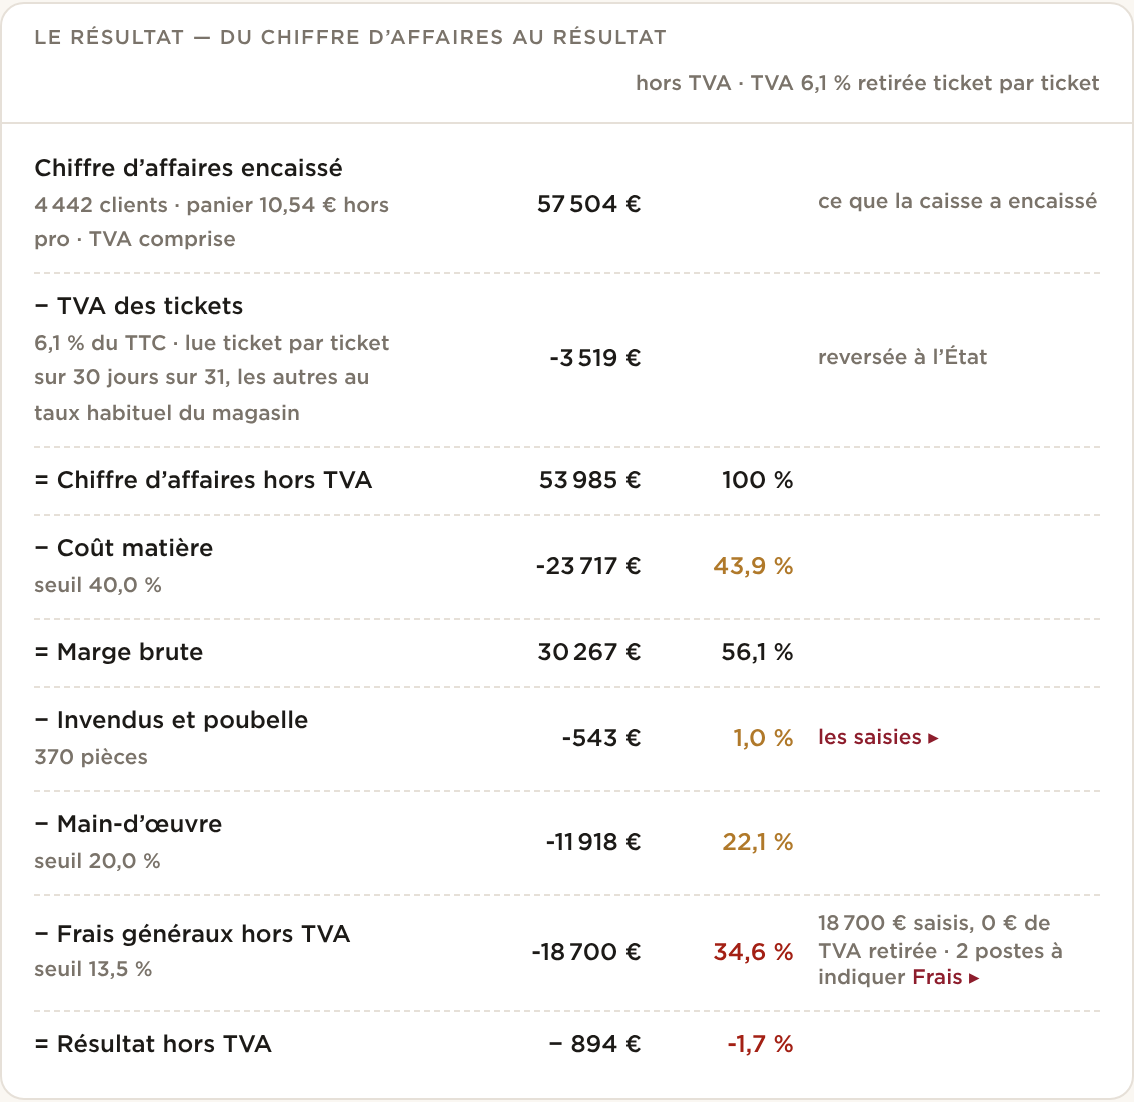 LE RÉSULTAT — DU CHIFFRE D’AFFAIRES AU RÉSULTAT
hors TVA · TVA 6,1 % retirée ticket par ticket
Chiffre d’affaires encaissé
4 442 clients · panier 10,54 € hors
pro · TVA comprise
57 504 €
ce que la caisse a encaissé
− TVA des tickets
6,1 % du TTC · lue ticket par ticket
sur 30 jours sur 31, les autres au
taux habituel du magasin
-3 519 €
reversée à l’État
= Chiffre d’affaires hors TVA
53 985 €
100 %
− Coût matière
seuil 40,0 %
-23 717 €
43,9 %
= Marge brute
30 267 €
56,1 %
− Invendus et poubelle
370 pièces
-543 €
1,0 %
les saisies ▸
− Main-d’œuvre
seuil 20,0 %
-11 918 €
22,1 %
− Frais généraux hors TVA
seuil 13,5 %
-18 700 €
34,6 %
18 700 € saisis, 0 € de
TVA retirée · 2 postes à
indiquer Frais ▸
= Résultat hors TVA
− 894 €
-1,7 %